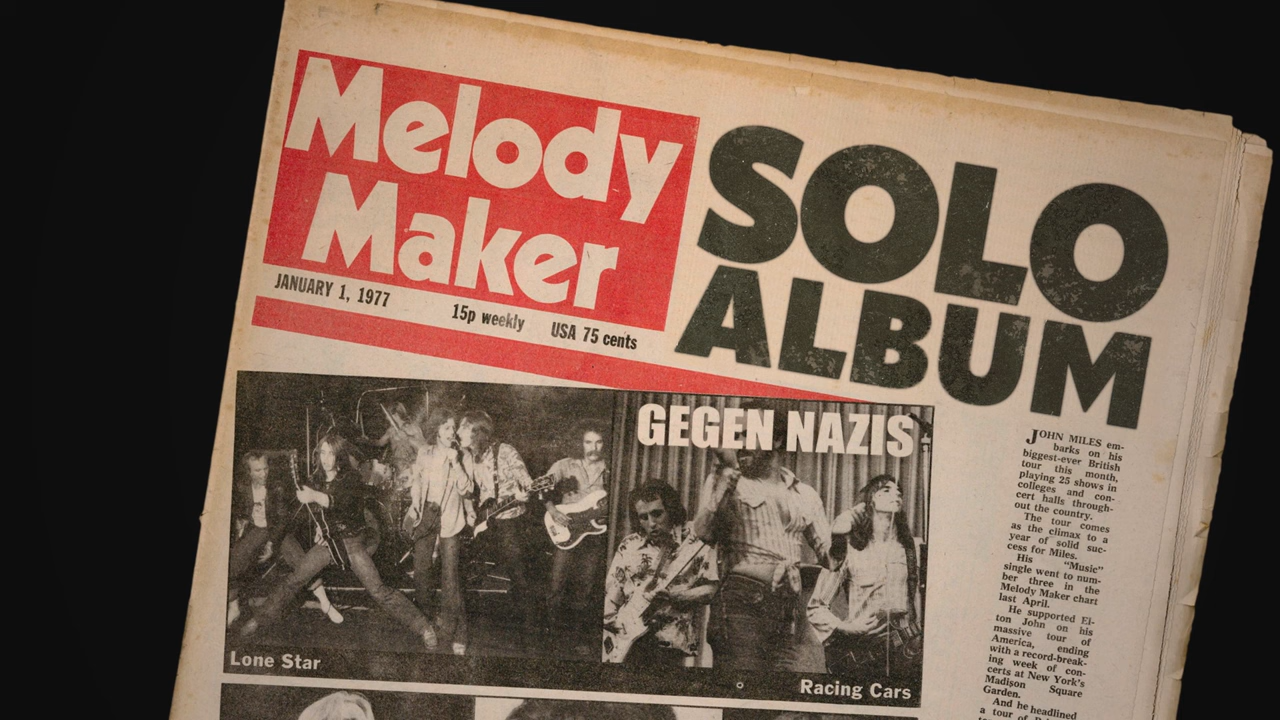 Melody
Maker
JANUARY 1, 1977 15p weekly USA 75 cents
SOLO
ALBUM
GEGEN NAZIS
Lone Star
Racing Cars
JOHN MILES em-
barks on his
biggest-ever British
tour this month,
playing 25 shows in
colleges and con-
cert halls through-
out the country.
The tour comes
as the climax to a
year of solid suc-
cess for Miles.
His "Music"
single went to num-
ber three in the
Melody Maker chart
last April.
He supported El-
ton John on his
massive tour of
America, ending
with a record-break-
ing week of con-
certs at New York's
Madison Square
Garden.
And he headlined
a tour of